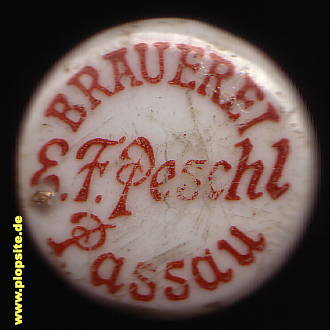 BRAUEREI
F. Peschl
Passau
www.plopsite.de